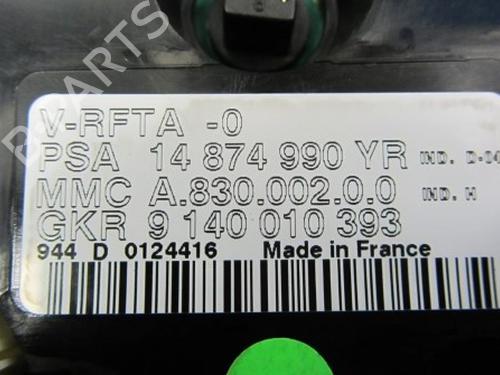 V-RFTA -0
PSA 14 874 990 YR IND. D-04
MMC A.830.002.0.0 IND. H
GKR 9 140 010 393
944 D 0124416 Made in France
B-PARTS